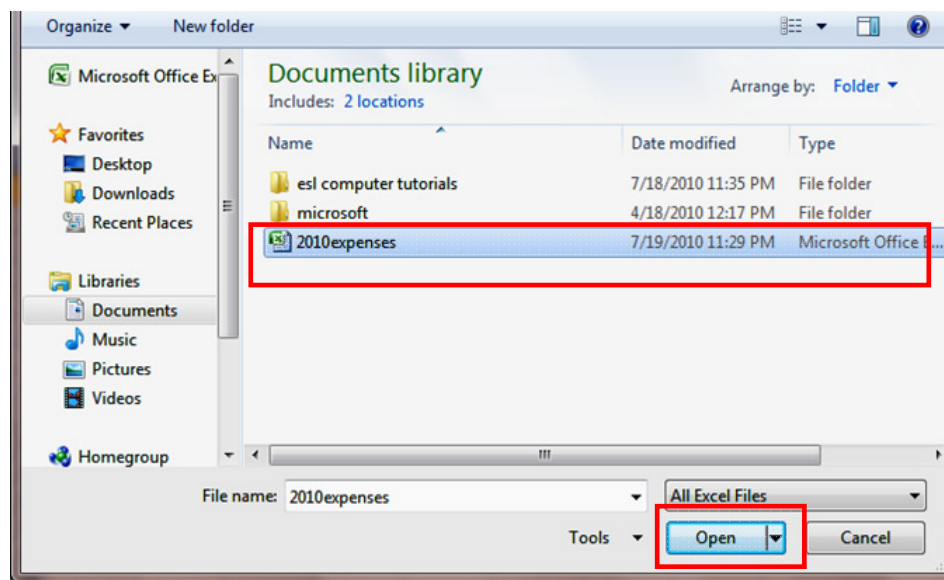 Organize New folder
Microsoft Office Ex
Documents library
Includes: 2 locations
Arrange by: Folder
Favorites
Desktop
Downloads
Recent Places
Libraries
Documents
Music
Pictures
Videos
Homegroup
Name Date modified Type
esl computer tutorials 7/18/2010 11:35 PM File folder
microsoft 4/18/2010 12:17 PM File folder
2010expenses 7/19/2010 11:29 PM Microsoft Office E...
File name: 2010expenses All Excel Files
Tools Open Cancel